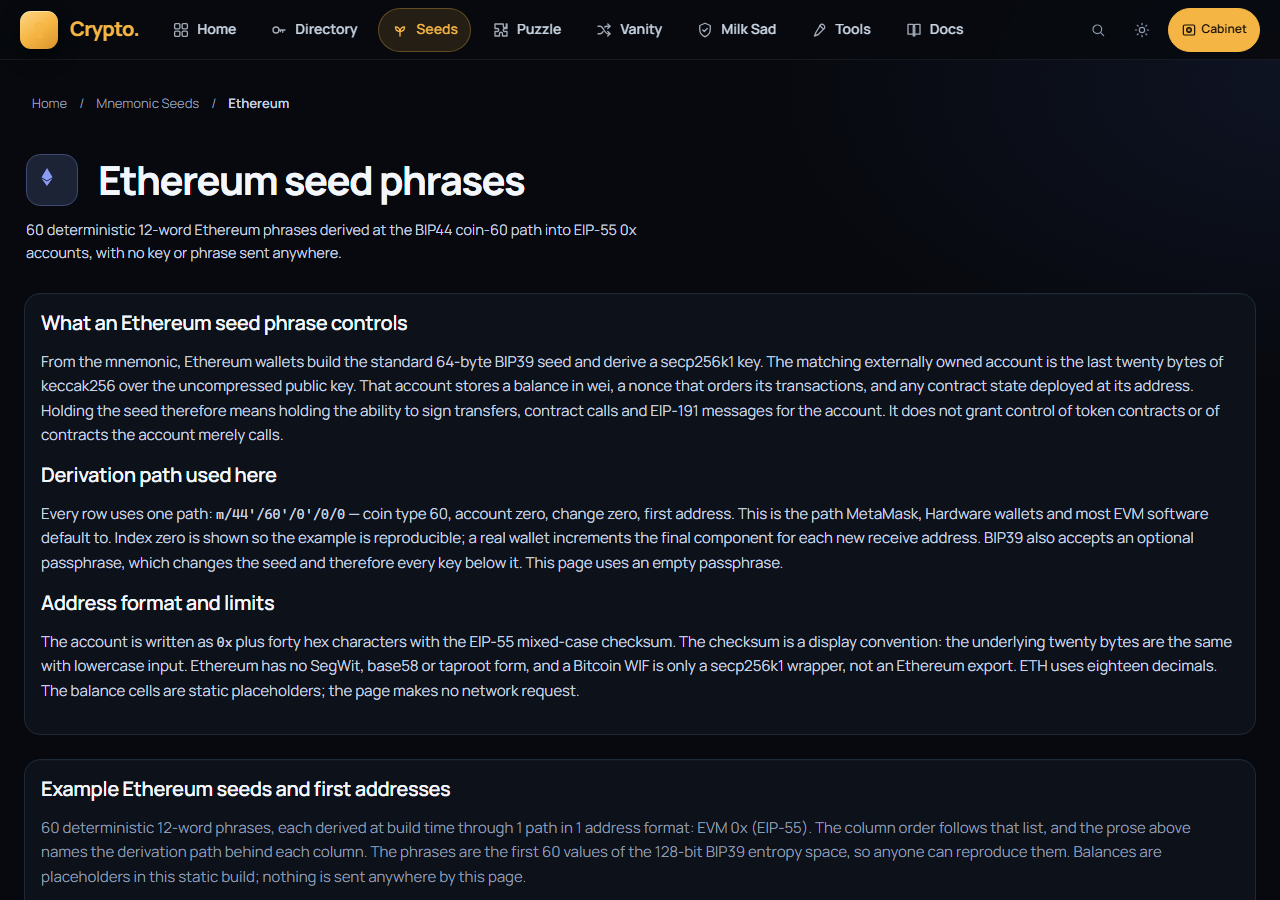 Crypto.
Home
Directory
Seeds
Puzzle
Vanity
Milk Sad
Tools
Docs
Cabinet
Home / Mnemonic Seeds / Ethereum
Ethereum seed phrases
60 deterministic 12-word Ethereum phrases derived at the BIP44 coin-60 path into EIP-55 0x
accounts, with no key or phrase sent anywhere.
What an Ethereum seed phrase controls
From the mnemonic, Ethereum wallets build the standard 64-byte BIP39 seed and derive a secp256k1 key. The matching externally owned account is the last twenty bytes of
keccak256 over the uncompressed public key. That account stores a balance in wei, a nonce that orders its transactions, and any contract state deployed at its address.
Holding the seed therefore means holding the ability to sign transfers, contract calls and EIP-191 messages for the account. It does not grant control of token contracts or of
contracts the account merely calls.
Derivation path used here
Every row uses one path: m/44'/60'/0'/0/0 — coin type 60, account zero, change zero, first address. This is the path MetaMask, Hardware wallets and most EVM software
default to. Index zero is shown so the example is reproducible; a real wallet increments the final component for each new receive address. BIP39 also accepts an optional
passphrase, which changes the seed and therefore every key below it. This page uses an empty passphrase.
Address format and limits
The account is written as 0x plus forty hex characters with the EIP-55 mixed-case checksum. The checksum is a display convention: the underlying twenty bytes are the same
with lowercase input. Ethereum has no SegWit, base58 or taproot form, and a Bitcoin WIF is only a secp256k1 wrapper, not an Ethereum export. ETH uses eighteen decimals.
The balance cells are static placeholders; the page makes no network request.
Example Ethereum seeds and first addresses
60 deterministic 12-word phrases, each derived at build time through 1 path in 1 address format: EVM 0x (EIP-55). The column order follows that list, and the prose above
names the derivation path behind each column. The phrases are the first 60 values of the 128-bit BIP39 entropy space, so anyone can reproduce them. Balances are
placeholders in this static build; nothing is sent anywhere by this page.